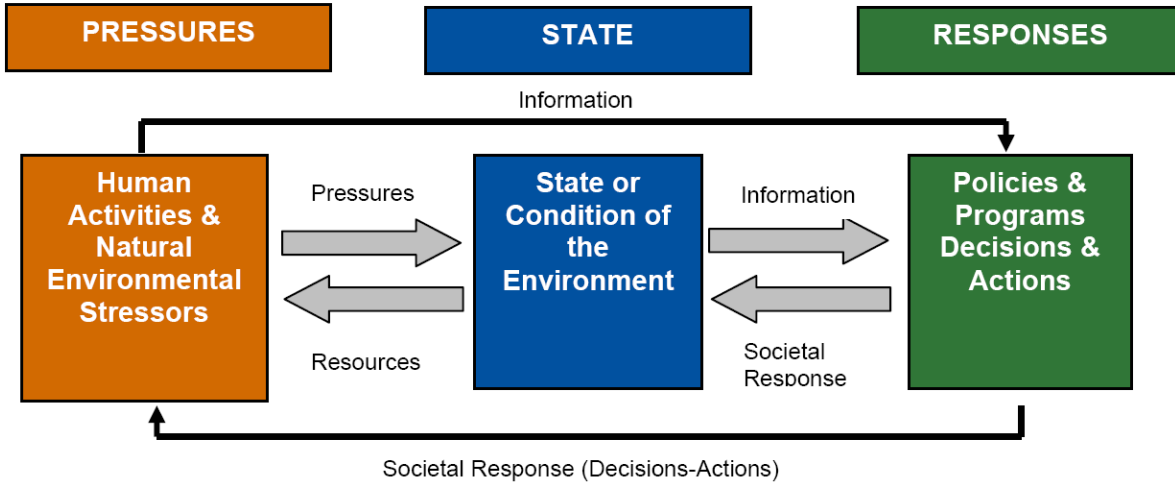 PRESSURES
STATE
RESPONSES
Information
Human
Activities &
Natural
Environmental
Stressors
Pressures
Resources
State or
Condition of
the
Environment
Information
Societal
Response
Policies &
Programs
Decisions &
Actions
Societal Response (Decisions-Actions)